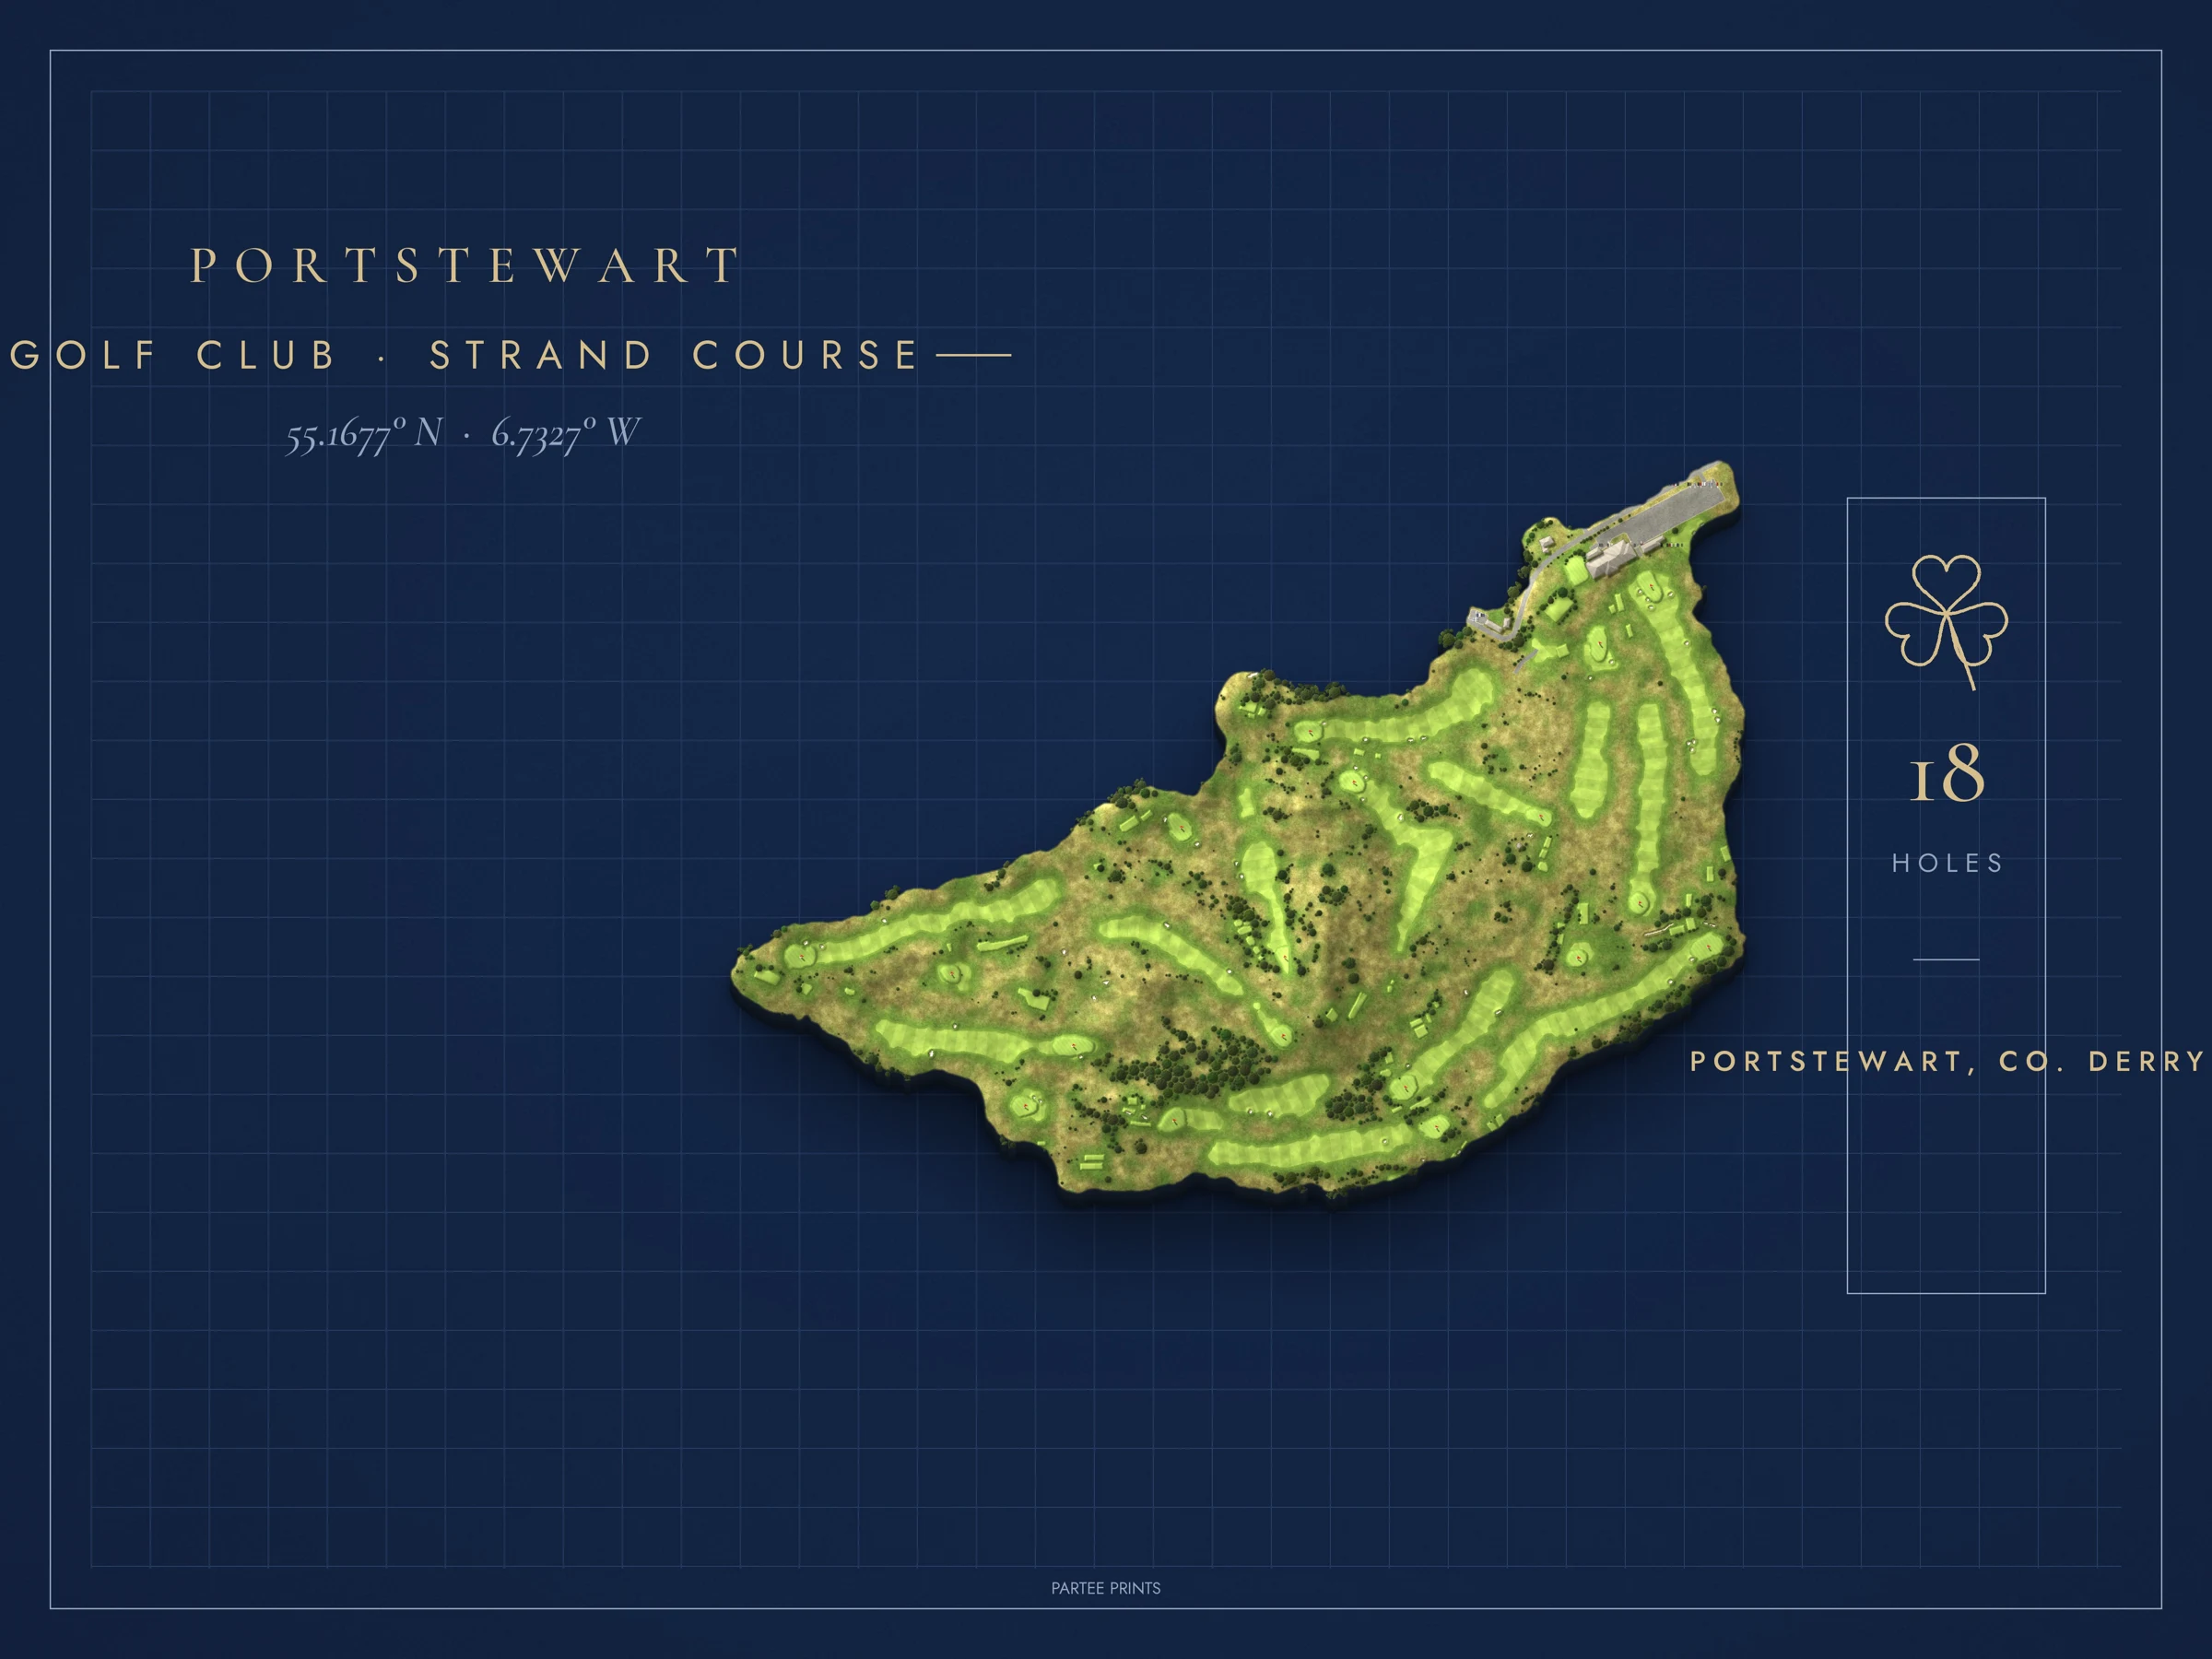 PORTSTEWART
GOLF CLUB · STRAND COURSE
55.1677° N · 6.7327° W
18
HOLES
PORTSTEWART, CO. DERRY
PARTEE PRINTS